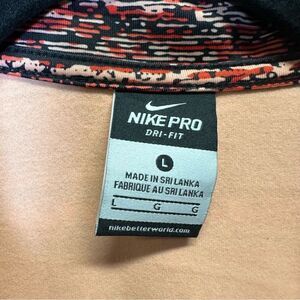 NIKE PRO
DRI-FIT
L
MADE IN SRI LANKA
FABRIQUE AU SRI LANKA
L G G
nikebetterworld.com